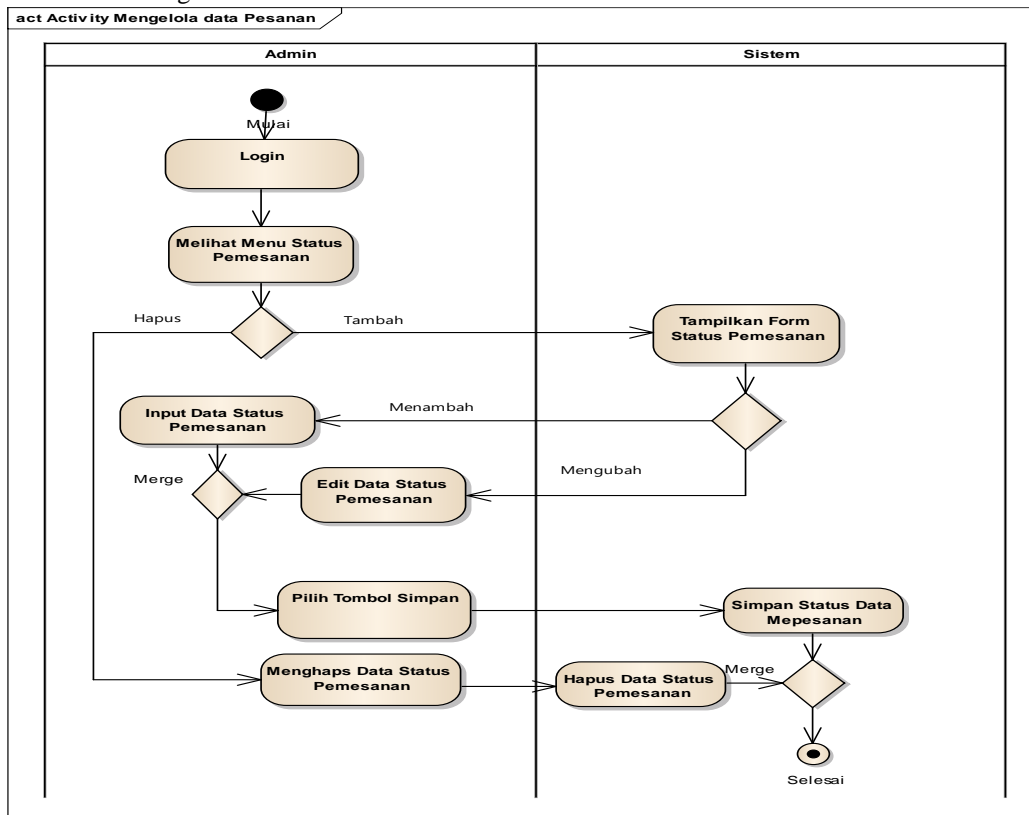 act Activity Mengelola data Pesanan
Admin
Sistem
Mulai
Login
Melihat Menu Status
Pemesanan
Hapus
Tambah
Tampilkan Form
Status Pemesanan
Menambah
Input Data Status
Pemesanan
Merge
Mengubah
Edit Data Status
Pemesanan
Pilih Tombol Simpan
Simpan Status Data
Mepesanan
Menghaps Data Status
Pemesanan
Hapus Data Status
Pemesanan
Merge
Selesai